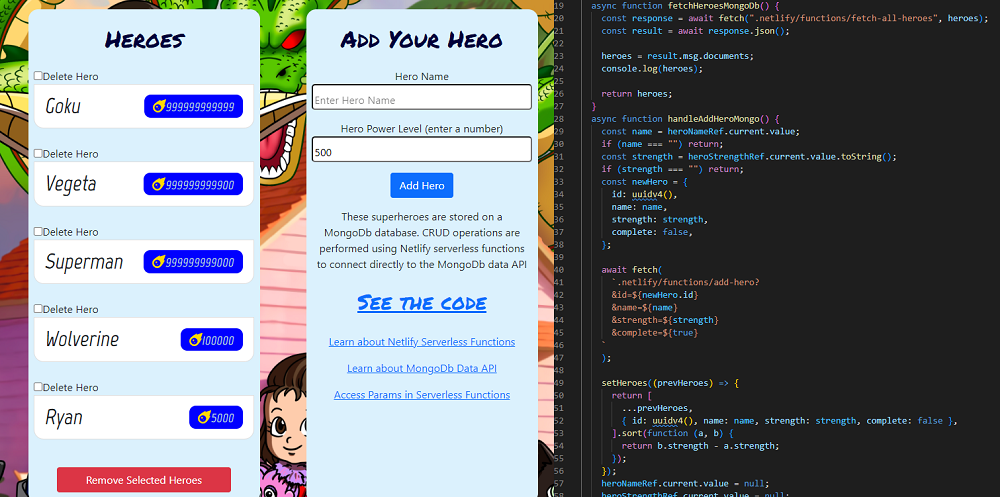 Heroes
Delete Hero
Goku
999999999999
Delete Hero
Vegeta
999999999900
Delete Hero
Superman
999999999000
Delete Hero
Wolverine
100000
Delete Hero
Ryan
5000
Remove Selected Heroes
Add Your Hero
Hero Name
Enter Hero Name
Hero Power Level (enter a number)
500
Add Hero
These superheroes are stored on a
MongoDb database. CRUD operations are
performed using Netlify serverless functions
to connect directly to the MongoDb data API
See the code
Learn about Netlify Serverless Functions
Learn about MongoDb Data API
Access Params in Serverless Functions
19 async function fetchHeroesMongoDb() {
20 const response = await fetch(".netlify/functions/fetch-all-heroes", heroes);
21 const result = await response.json();
22
23 heroes = result.msg.documents;
24 console.log(heroes);
25
26 return heroes;
27 }
28 async function handleAddHeroMongo() {
29 const name = heroNameRef.current.value;
30 if (name === "") return;
31 const strength = heroStrengthRef.current.value.toString();
32 if (strength === "") return;
33 const newHero = {
34 id: uuidv4(),
35 name: name,
36 strength: strength,
37 complete: false,
38 };
39
40 await fetch(
41 `.netlify/functions/add-hero?
42 &id=${newHero.id}
43 &name=${name}
44 &strength=${strength}
45 &complete=${true}
46 `
47 );
48
49 setHeroes((prevHeroes) => {
50 return [
51 ...prevHeroes,
52 { id: uuidv4(), name: name, strength: strength, complete: false },
53 ].sort(function (a, b) {
54 return b.strength - a.strength;
55 });
56 });
57 heroNameRef.current.value = null;
58 heroStrengthRef.current.value = null;